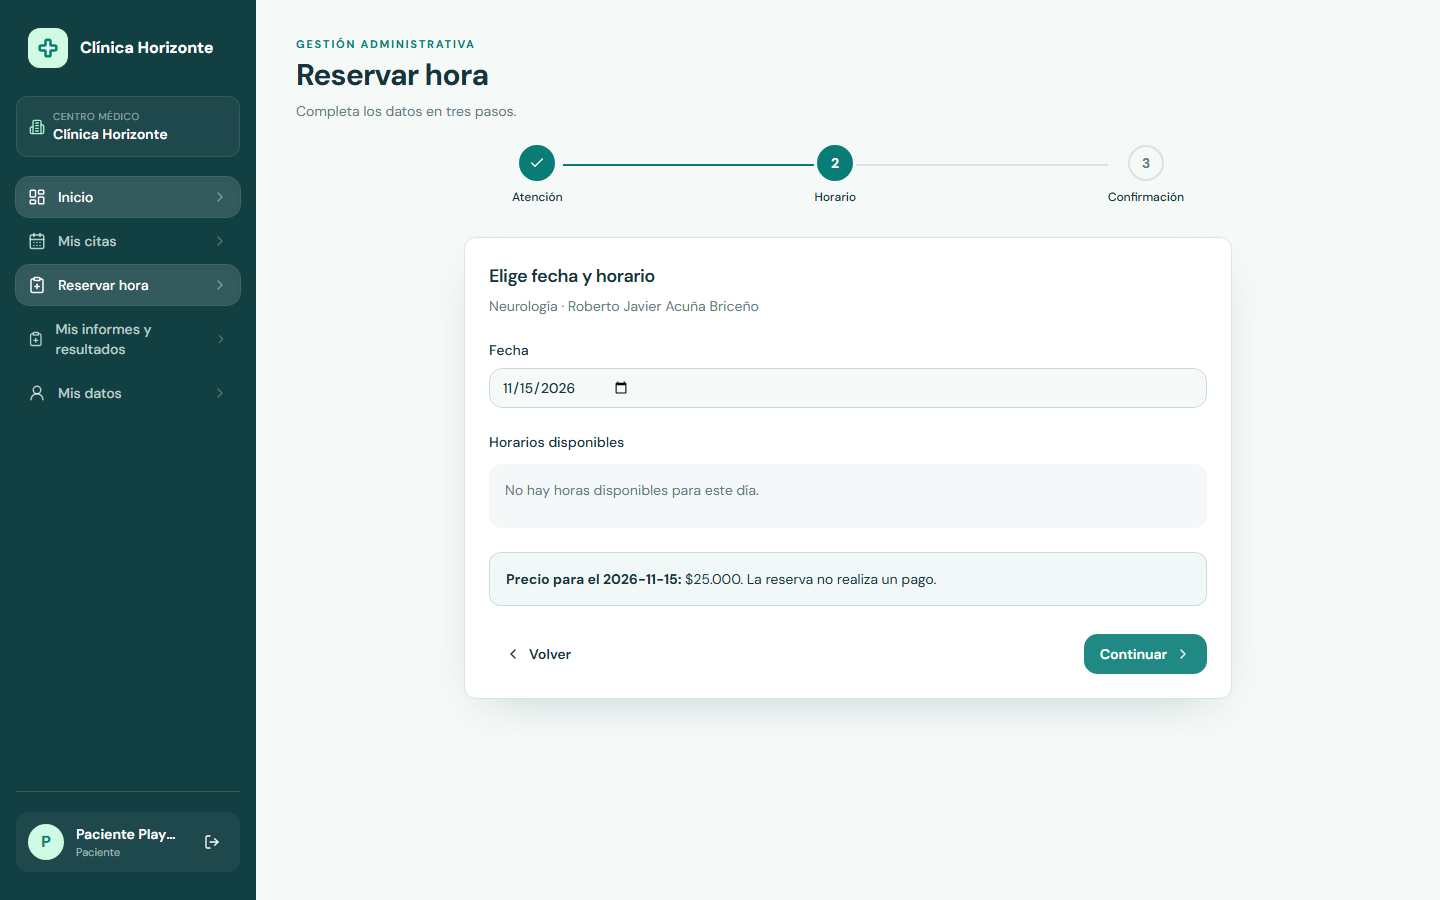 Clínica Horizonte
CENTRO MÉDICO
Clínica Horizonte
Inicio
Mis citas
Reservar hora
Mis informes y
resultados
Mis datos
P
Paciente Play...
Paciente
GESTIÓN ADMINISTRATIVA
Reservar hora
Completa los datos en tres pasos.
2
3
Atención
Horario
Confirmación
Elige fecha y horario
Neurología · Roberto Javier Acuña Briceño
Fecha
11/15/2026
Horarios disponibles
No hay horas disponibles para este día.
Precio para el 2026-11-15: $25.000. La reserva no realiza un pago.
Volver
Continuar